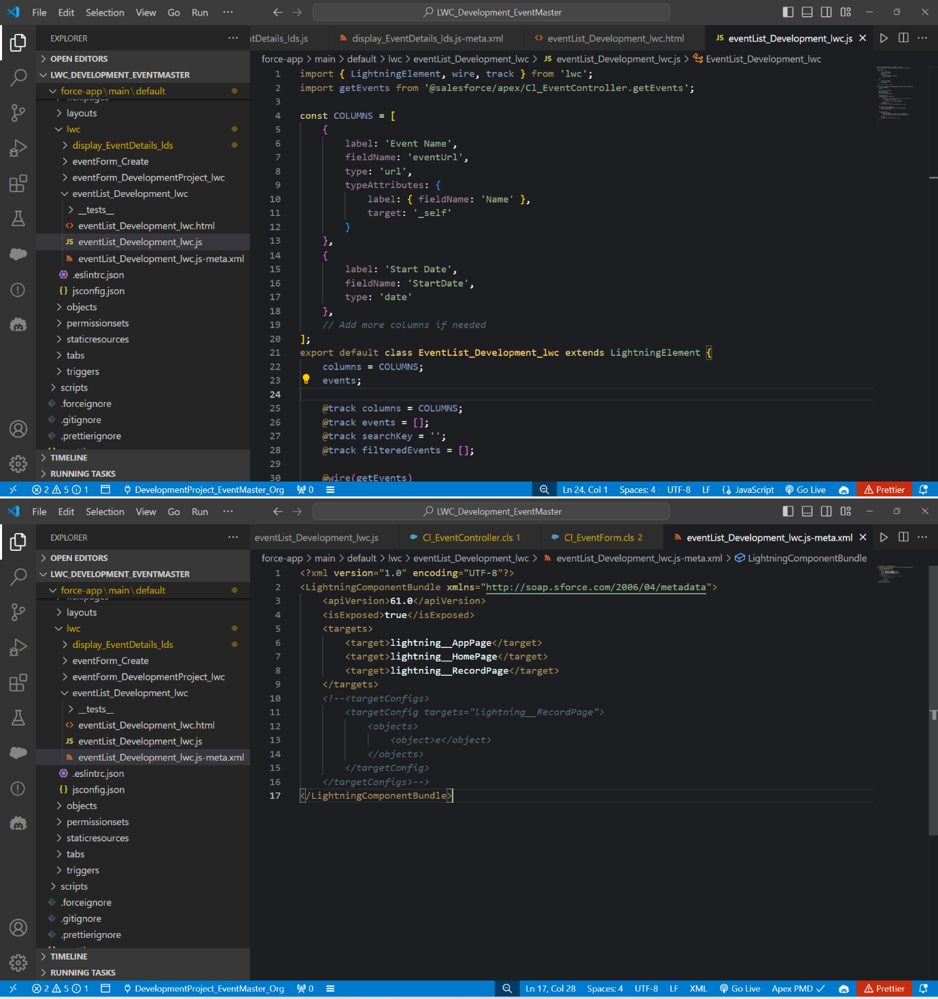 File Edit Selection View Go Run ··· LWC_Development_EventMaster
EXPLORER ···
OPEN EDITORS
LWC_DEVELOPMENT_EVENTMASTER
force-app\main\default
layouts
lwc
display_EventDetails_lds
eventForm_Create
eventForm_DevelopmentProject_lwc
eventList_Development_lwc
__tests__
<> eventList_Development_lwc.html
JS eventList_Development_lwc.js
eventList_Development_lwc.js-meta.xml
.eslintrc.json
{} jsconfig.json
objects
permissionsets
staticresources
tabs
triggers
scripts
.forceignore
.gitignore
.prettierignore
TIMELINE
RUNNING TASKS
ntDetails_lds.js display_EventDetails_lds.js-meta.xml <> eventList_Development_lwc.html JS eventList_Development_lwc.js
force-app > main > default > lwc > eventList_Development_lwc > JS eventList_Development_lwc.js > EventList_Development_lwc
1 import { LightningElement, wire, track } from 'lwc';
2 import getEvents from '@salesforce/apex/Cl_EventController.getEvents';
3
4 const COLUMNS = [
5 {
6 label: 'Event Name',
7 fieldName: 'eventUrl',
8 type: 'url',
9 typeAttributes: {
10 label: { fieldName: 'Name' },
11 target: '_self'
12 }
13 },
14 {
15 label: 'Start Date',
16 fieldName: 'StartDate',
17 type: 'date'
18 },
19 // Add more columns if needed
20 ];
21 export default class EventList_Development_lwc extends LightningElement {
22 columns = COLUMNS;
23 events;
24
25 @track columns = COLUMNS;
26 @track events = [];
27 @track searchKey = '';
28 @track filteredEvents = [];
29
30 @wire(getEvents)
2 5 1 DevelopmentProject_EventMaster_Org 0 Ln 24, Col 1 Spaces: 4 UTF-8 LF {} JavaScript Go Live Prettier
File Edit Selection View Go Run ··· LWC_Development_EventMaster
EXPLORER ···
OPEN EDITORS
LWC_DEVELOPMENT_EVENTMASTER
force-app\main\default
layouts
lwc
display_EventDetails_lds
eventForm_Create
eventForm_DevelopmentProject_lwc
eventList_Development_lwc
__tests__
<> eventList_Development_lwc.html
JS eventList_Development_lwc.js
eventList_Development_lwc.js-meta.xml
.eslintrc.json
{} jsconfig.json
objects
permissionsets
staticresources
tabs
triggers
scripts
.forceignore
.gitignore
.prettierignore
TIMELINE
RUNNING TASKS
eventList_Development_lwc.js Cl_EventController.cls 1 Cl_EventForm.cls 2 eventList_Development_lwc.js-meta.xml
force-app > main > default > lwc > eventList_Development_lwc > eventList_Development_lwc.js-meta.xml > LightningComponentBundle
1 <?xml version="1.0" encoding="UTF-8"?>
2 <LightningComponentBundle xmlns="http://soap.sforce.com/2006/04/metadata">
3 <apiVersion>61.0</apiVersion>
4 <isExposed>true</isExposed>
5 <targets>
6 <target>lightning__AppPage</target>
7 <target>lightning__HomePage</target>
8 <target>lightning__RecordPage</target>
9 </targets>
10 <!--<targetConfigs>
11 <targetConfig targets="lightning__RecordPage">
12 <objects>
13 <object>e</object>
14 </objects>
15 </targetConfig>
16 </targetConfigs>-->
17 </LightningComponentBundle>
2 5 1 DevelopmentProject_EventMaster_Org 0 Ln 17, Col 28 Spaces: 4 UTF-8 LF XML Go Live Apex PMD Prettier